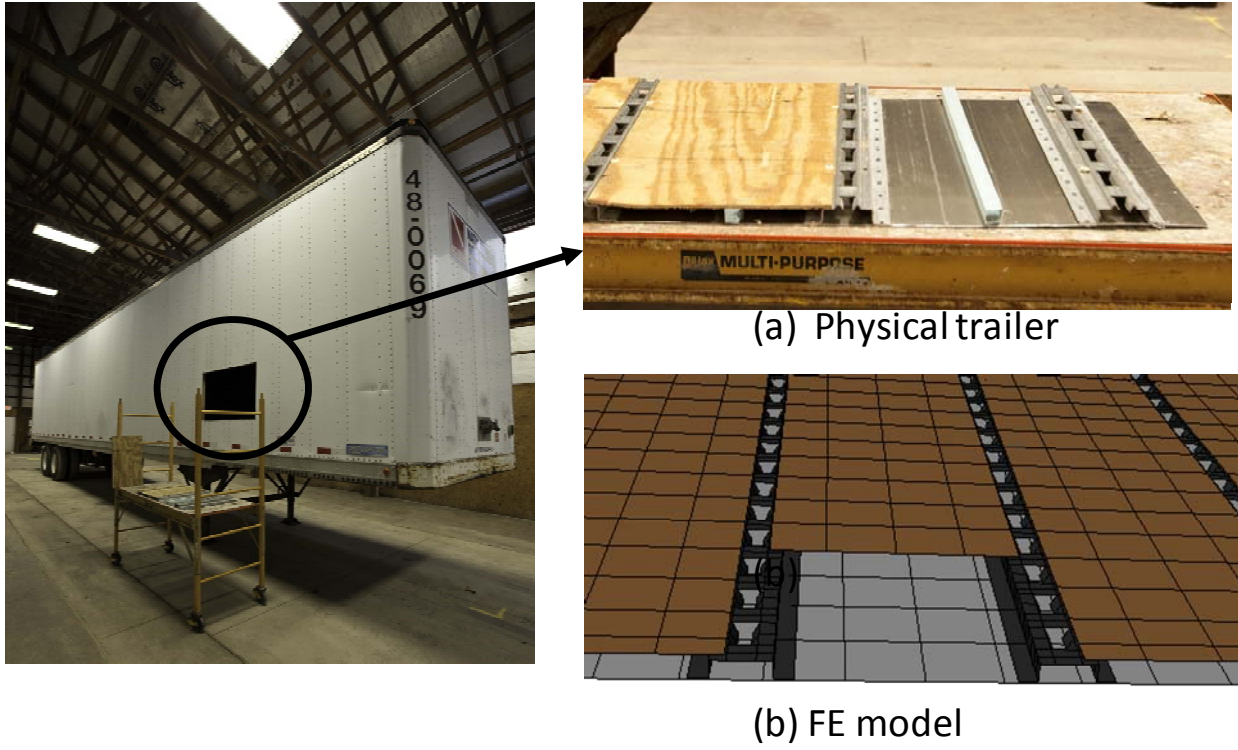 48-0069
MULTI-PURPOSE
(a) Physical trailer
(b)
(b) FE model